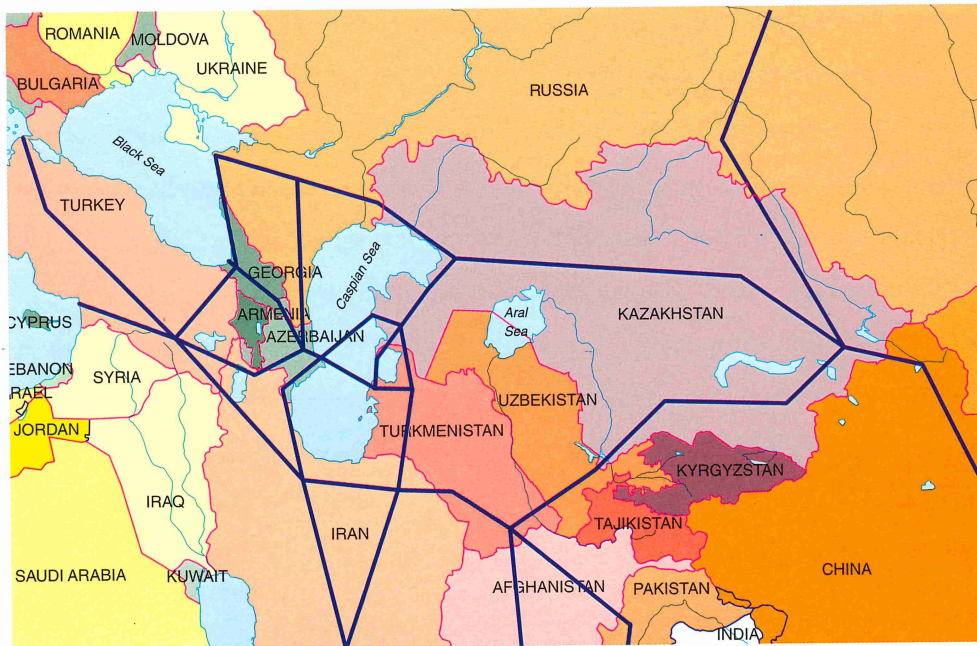 ROMANIA
MOLDOVA
UKRAINE
BULGARIA
RUSSIA
Black Sea
TURKEY
Caspian Sea
GEORGIA
ARMENIA
AZERBAIJAN
Aral
Sea
KAZAKHSTAN
CYPRUS
EBANON
SYRIA
RAEL
JORDAN
UZBEKISTAN
TURKMENISTAN
KYRGYZSTAN
IRAQ
IRAN
TAJIKISTAN
SAUDI ARABIA
KUWAIT
AFGHANISTAN
PAKISTAN
CHINA
INDIA